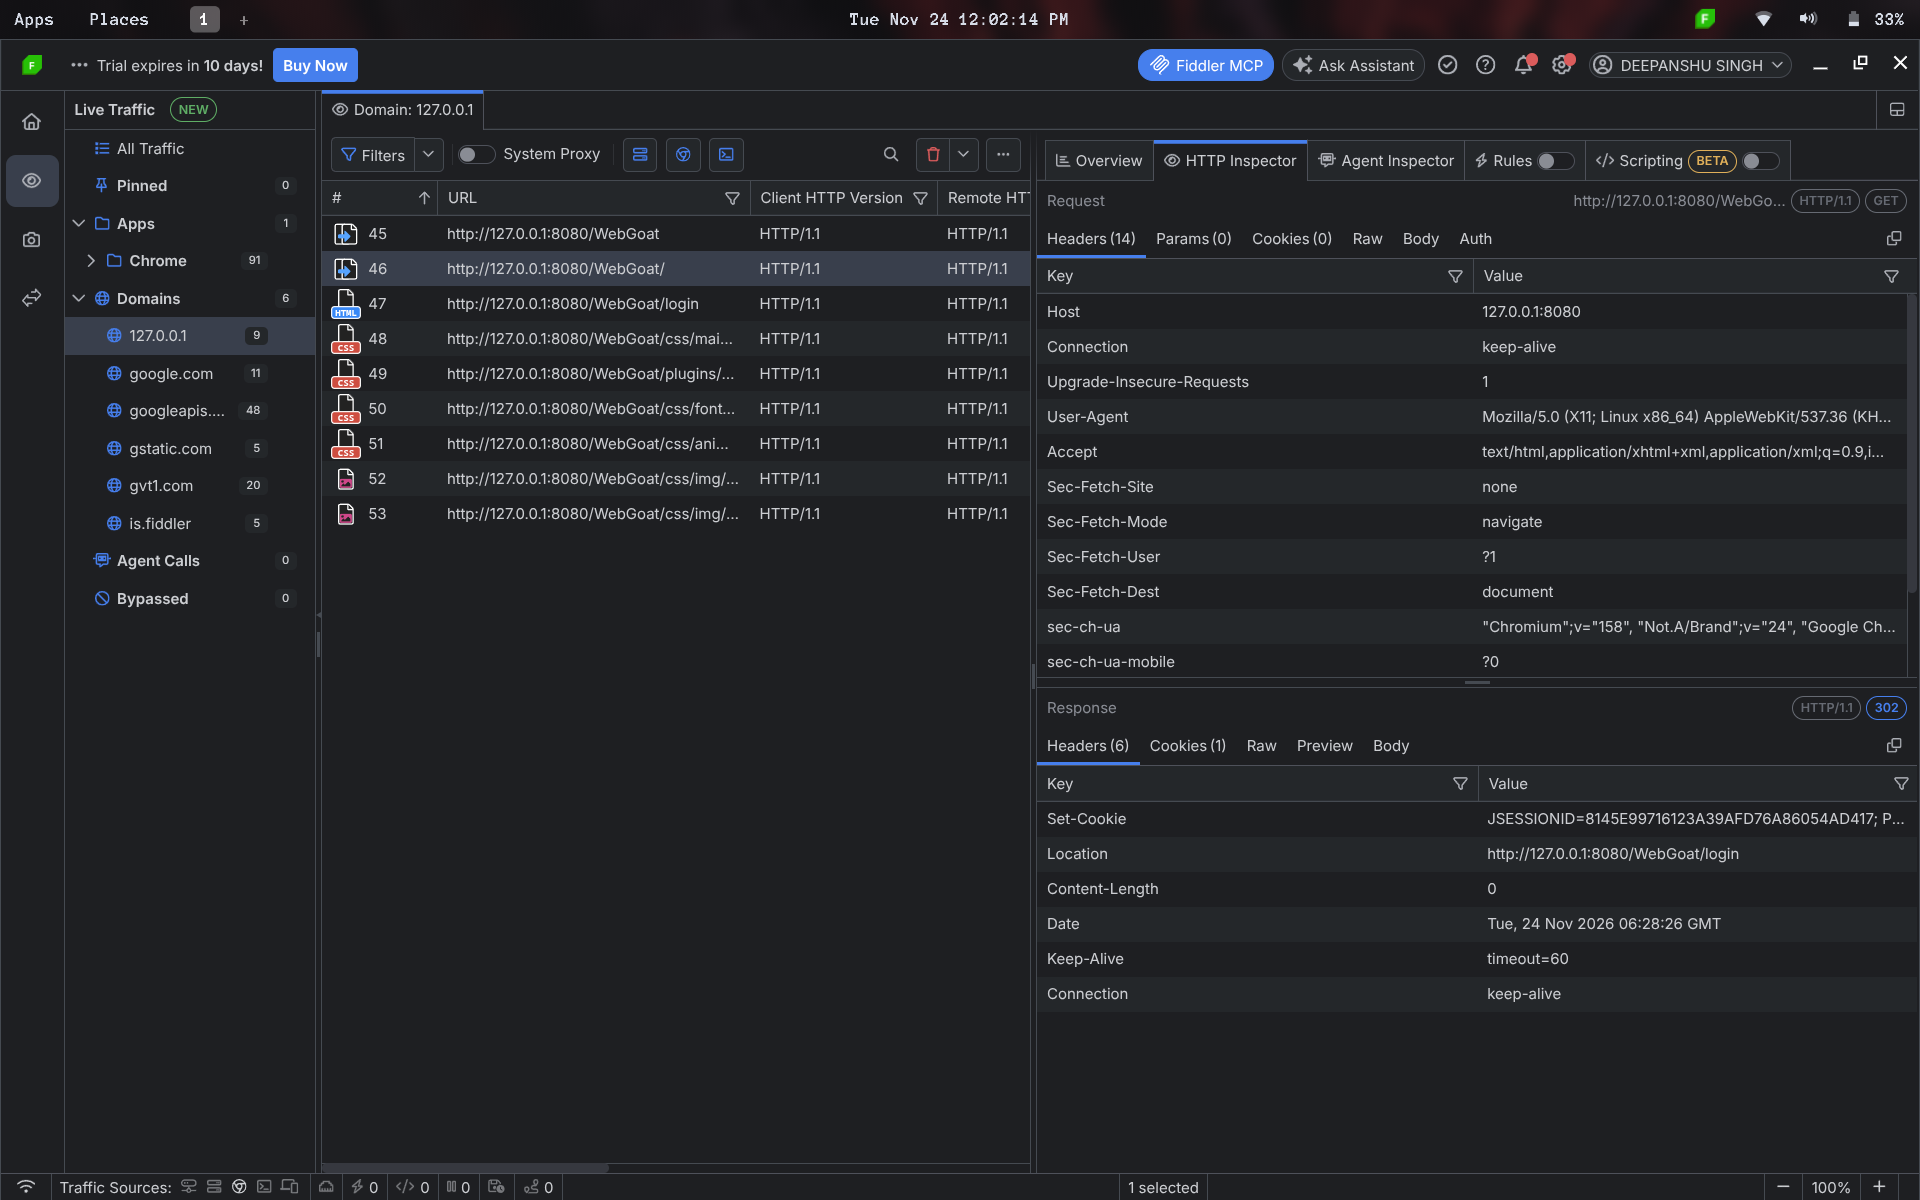 Apps Places 1 + Tue Nov 24 12:02:14 PM F 33%
F ••• Trial expires in 10 days! Buy Now Fiddler MCP Ask Assistant DEEPANSHU SINGH
Live Traffic NEW
All Traffic
Pinned 0
Apps 1
Chrome 91
Domains 6
127.0.0.1 9
google.com 11
googleapis.... 48
gstatic.com 5
gvt1.com 20
is.fiddler 5
Agent Calls 0
Bypassed 0
Domain: 127.0.0.1
Filters System Proxy
# URL Client HTTP Version Remote HT
45 http://127.0.0.1:8080/WebGoat HTTP/1.1 HTTP/1.1
46 http://127.0.0.1:8080/WebGoat/ HTTP/1.1 HTTP/1.1
HTML 47 http://127.0.0.1:8080/WebGoat/login HTTP/1.1 HTTP/1.1
CSS 48 http://127.0.0.1:8080/WebGoat/css/mai... HTTP/1.1 HTTP/1.1
CSS 49 http://127.0.0.1:8080/WebGoat/plugins/... HTTP/1.1 HTTP/1.1
CSS 50 http://127.0.0.1:8080/WebGoat/css/font... HTTP/1.1 HTTP/1.1
CSS 51 http://127.0.0.1:8080/WebGoat/css/ani... HTTP/1.1 HTTP/1.1
52 http://127.0.0.1:8080/WebGoat/css/img/... HTTP/1.1 HTTP/1.1
53 http://127.0.0.1:8080/WebGoat/css/img/... HTTP/1.1 HTTP/1.1
Overview HTTP Inspector Agent Inspector Rules </> Scripting BETA
Request http://127.0.0.1:8080/WebGo... HTTP/1.1 GET
Headers (14) Params (0) Cookies (0) Raw Body Auth
Key Value
Host 127.0.0.1:8080
Connection keep-alive
Upgrade-Insecure-Requests 1
User-Agent Mozilla/5.0 (X11; Linux x86_64) AppleWebKit/537.36 (KH...
Accept text/html,application/xhtml+xml,application/xml;q=0.9,i...
Sec-Fetch-Site none
Sec-Fetch-Mode navigate
Sec-Fetch-User ?1
Sec-Fetch-Dest document
sec-ch-ua "Chromium";v="158", "Not.A/Brand";v="24", "Google Ch...
sec-ch-ua-mobile ?0
Response HTTP/1.1 302
Headers (6) Cookies (1) Raw Preview Body
Key Value
Set-Cookie JSESSIONID=8145E99716123A39AFD76A86054AD417; P...
Location http://127.0.0.1:8080/WebGoat/login
Content-Length 0
Date Tue, 24 Nov 2026 06:28:26 GMT
Keep-Alive timeout=60
Connection keep-alive
Traffic Sources: 0 </> 0 0 0 1 selected − 100% +